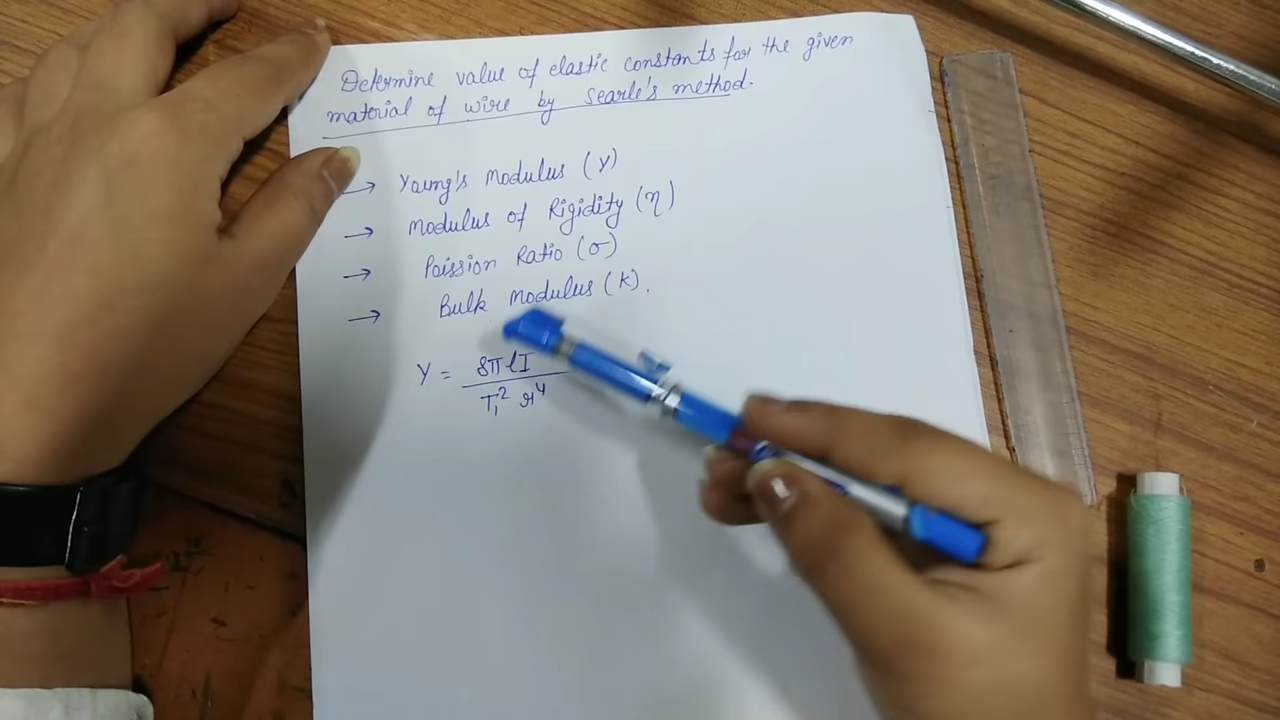 Determine value of elastic constants for the given
material of wire by searle's method.
→ Young's Modulus (Y)
→ Modulus of Rigidity (η)
→ Poission Ratio (σ)
→ Bulk Modulus (K).
Y = 8πlI / T₁² r⁴